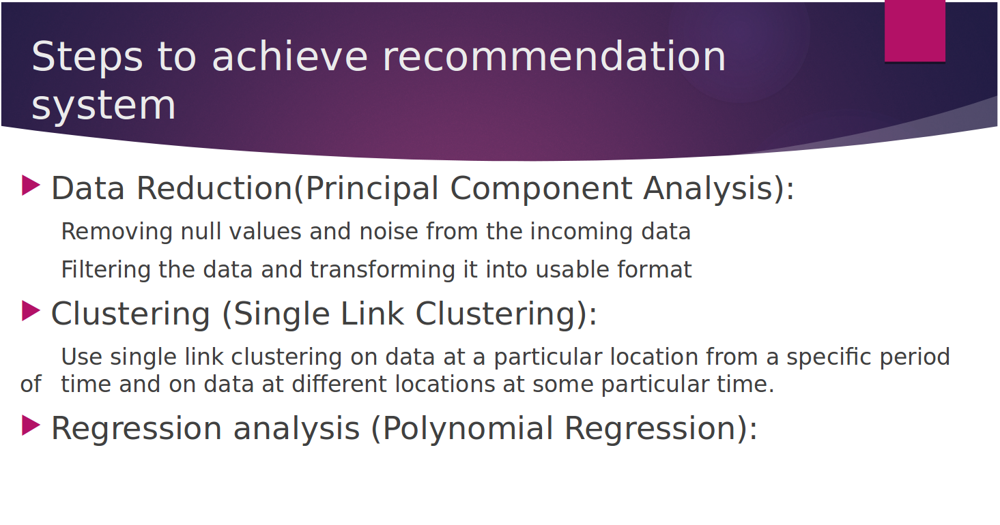 Steps to achieve recommendation
system
Data Reduction(Principal Component Analysis):
Removing null values and noise from the incoming data
Filtering the data and transforming it into usable format
Clustering (Single Link Clustering):
Use single link clustering on data at a particular location from a specific period
of time and on data at different locations at some particular time.
Regression analysis (Polynomial Regression):